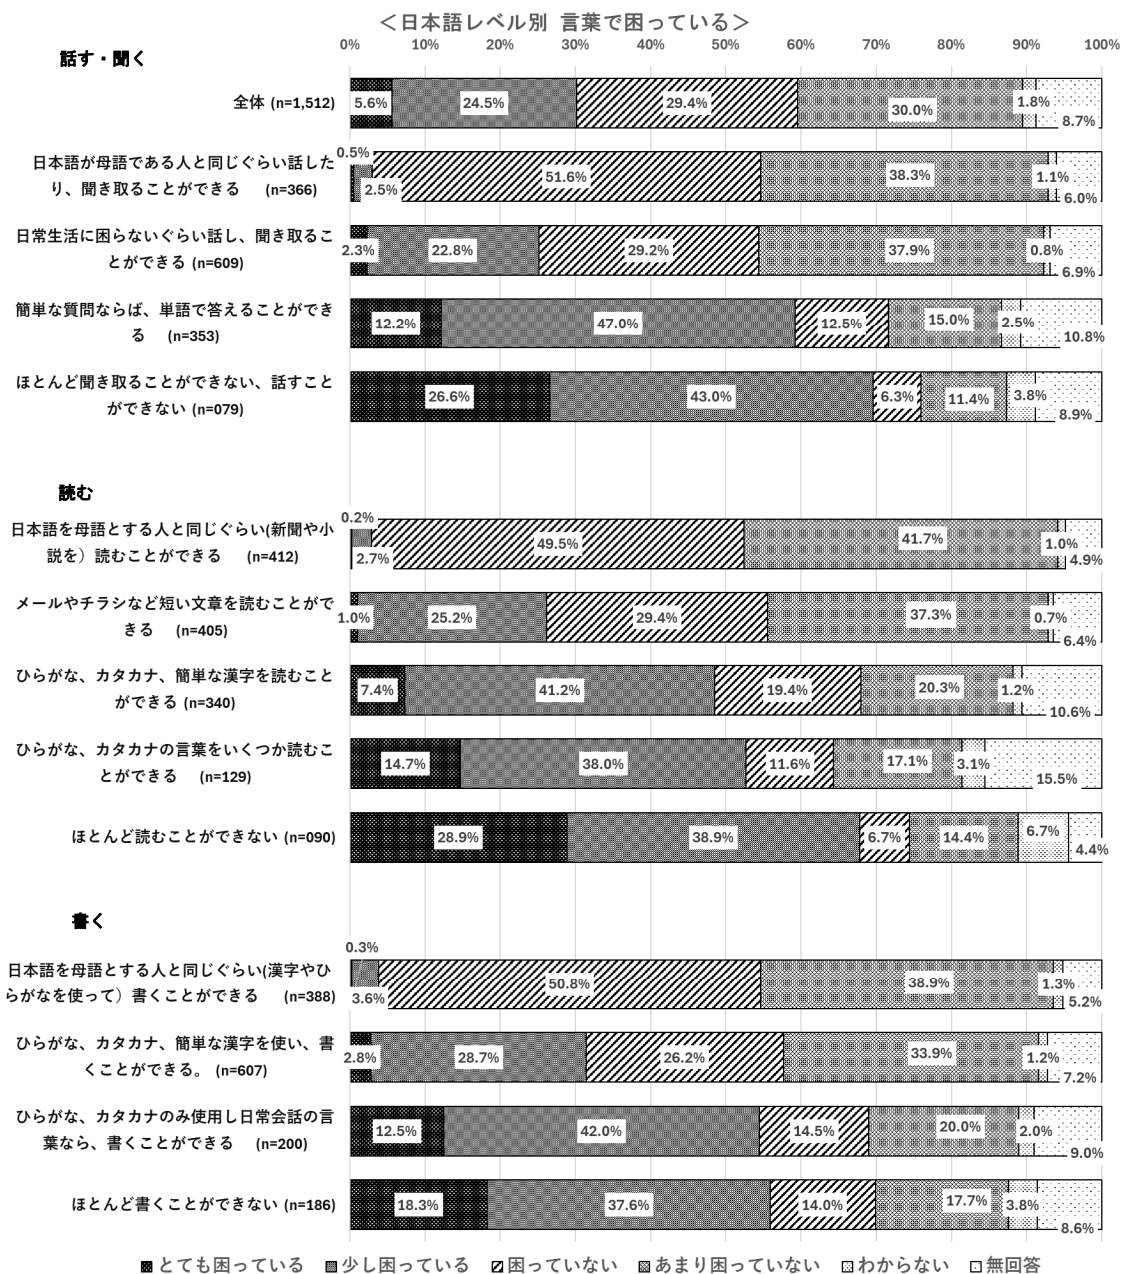 ＜日本語レベル別 言葉で困っている＞
0% 10% 20% 30% 40% 50% 60% 70% 80% 90% 100%
話す・聞く
全体 (n=1,512)
5.6% 24.5% 29.4% 30.0% 1.8% 8.7%
日本語が母語である人と同じぐらい話した
り、聞き取ることができる (n=366)
0.5% 2.5% 51.6% 38.3% 1.1% 6.0%
日常生活に困らないぐらい話し、聞き取るこ
とができる (n=609)
2.3% 22.8% 29.2% 37.9% 0.8% 6.9%
簡単な質問ならば、単語で答えることができ
る (n=353)
12.2% 47.0% 12.5% 15.0% 2.5% 10.8%
ほとんど聞き取ることができない、話すこと
ができない (n=079)
26.6% 43.0% 6.3% 11.4% 3.8% 8.9%
読む
日本語を母語とする人と同じぐらい(新聞や小
説を）読むことができる (n=412)
0.2% 2.7% 49.5% 41.7% 1.0% 4.9%
メールやチラシなど短い文章を読むことがで
きる (n=405)
1.0% 25.2% 29.4% 37.3% 0.7% 6.4%
ひらがな、カタカナ、簡単な漢字を読むこと
ができる (n=340)
7.4% 41.2% 19.4% 20.3% 1.2% 10.6%
ひらがな、カタカナの言葉をいくつか読むこ
とができる (n=129)
14.7% 38.0% 11.6% 17.1% 3.1% 15.5%
ほとんど読むことができない (n=090)
28.9% 38.9% 6.7% 14.4% 6.7% 4.4%
書く
日本語を母語とする人と同じぐらい(漢字やひ
らがなを使って）書くことができる (n=388)
0.3% 3.6% 50.8% 38.9% 1.3% 5.2%
ひらがな、カタカナ、簡単な漢字を使い、書
くことができる。 (n=607)
2.8% 28.7% 26.2% 33.9% 1.2% 7.2%
ひらがな、カタカナのみ使用し日常会話の言
葉なら、書くことができる (n=200)
12.5% 42.0% 14.5% 20.0% 2.0% 9.0%
ほとんど書くことができない (n=186)
18.3% 37.6% 14.0% 17.7% 3.8% 8.6%
とても困っている 少し困っている 困っていない あまり困っていない わからない 無回答